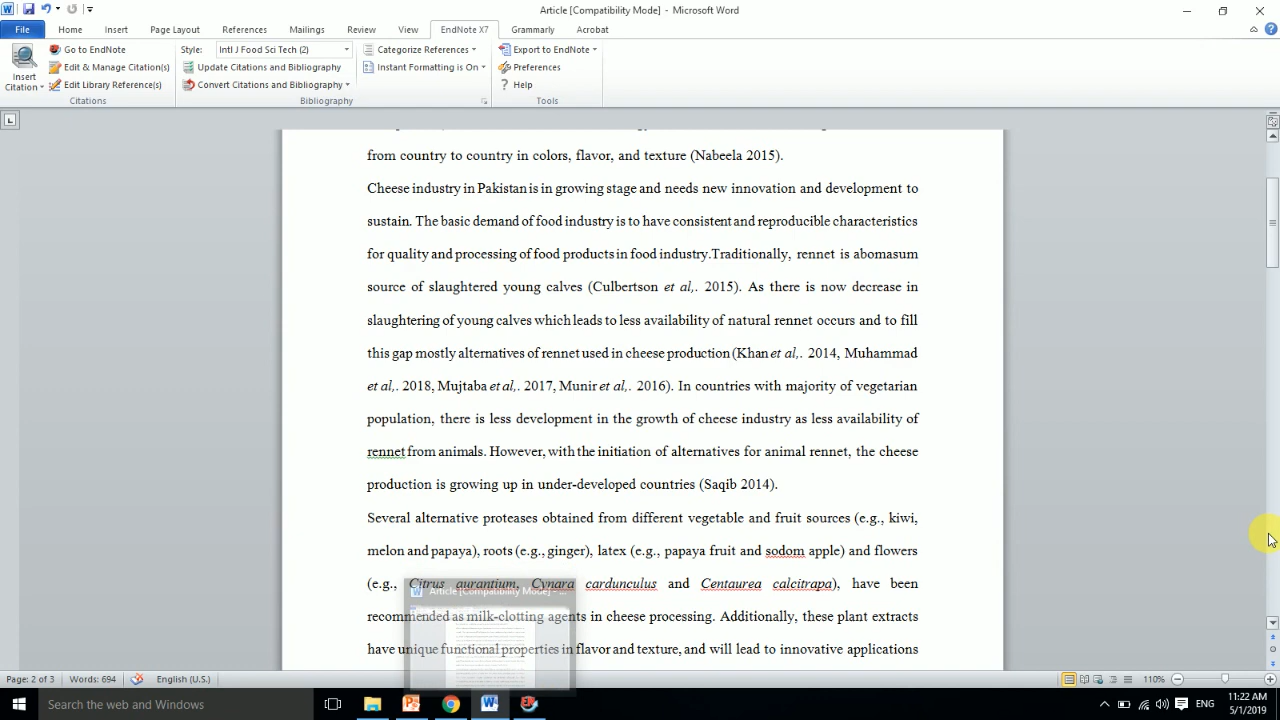 Article [Compatibility Mode] - Microsoft Word
File Home Insert Page Layout References Mailings Review View EndNote X7 Grammarly Acrobat
Insert Citation
Go to EndNote
Edit & Manage Citation(s)
Edit Library Reference(s)
Citations
Style: Intl J Food Sci Tech (2)
Update Citations and Bibliography
Convert Citations and Bibliography
Categorize References
Instant Formatting is On
Bibliography
Export to EndNote
Preferences
Help
Tools
from country to country in colors, flavor, and texture (Nabeela 2015).
Cheese industry in Pakistan is in growing stage and needs new innovation and development to
sustain. The basic demand of food industry is to have consistent and reproducible characteristics
for quality and processing of food products in food industry.Traditionally, rennet is abomasum
source of slaughtered young calves (Culbertson et al,. 2015). As there is now decrease in
slaughtering of young calves which leads to less availability of natural rennet occurs and to fill
this gap mostly alternatives of rennet used in cheese production (Khan et al,. 2014, Muhammad
et al,. 2018, Mujtaba et al,. 2017, Munir et al,. 2016). In countries with majority of vegetarian
population, there is less development in the growth of cheese industry as less availability of
rennet from animals. However, with the initiation of alternatives for animal rennet, the cheese
production is growing up in under-developed countries (Saqib 2014).
Several alternative proteases obtained from different vegetable and fruit sources (e.g., kiwi,
melon and papaya), roots (e.g., ginger), latex (e.g., papaya fruit and sodom apple) and flowers
(e.g., Citrus aurantium, Cynara cardunculus and Centaurea calcitrapa), have been
Article [Compatibility Mode] - ...
recommended as milk-clotting agents in cheese processing. Additionally, these plant extracts
have unique functional properties in flavor and texture, and will lead to innovative applications
Page: 2 of 3 Words: 694 English (U.S.) 110%
Search the web and Windows
ENG
11:22 AM
5/1/2019